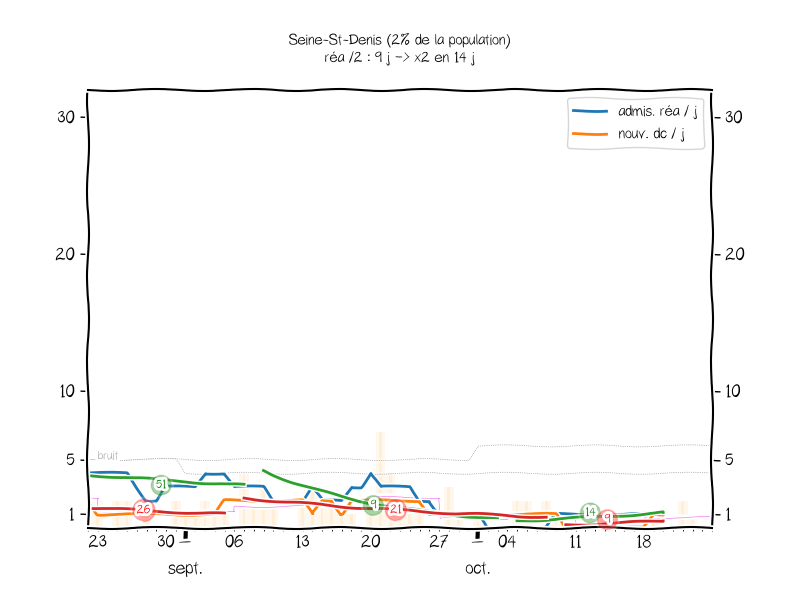 Seine-St-Denis (2% de la population)
réa /2 : 9 j -> x2 en 14 j
admis. réa / j
nouv. dc / j
30
30
20
20
10
10
bruit
5
5
51
9
26
21
14
9
1
1
23 30 1 06 13 20 27 1 04 11 18
sept. oct.